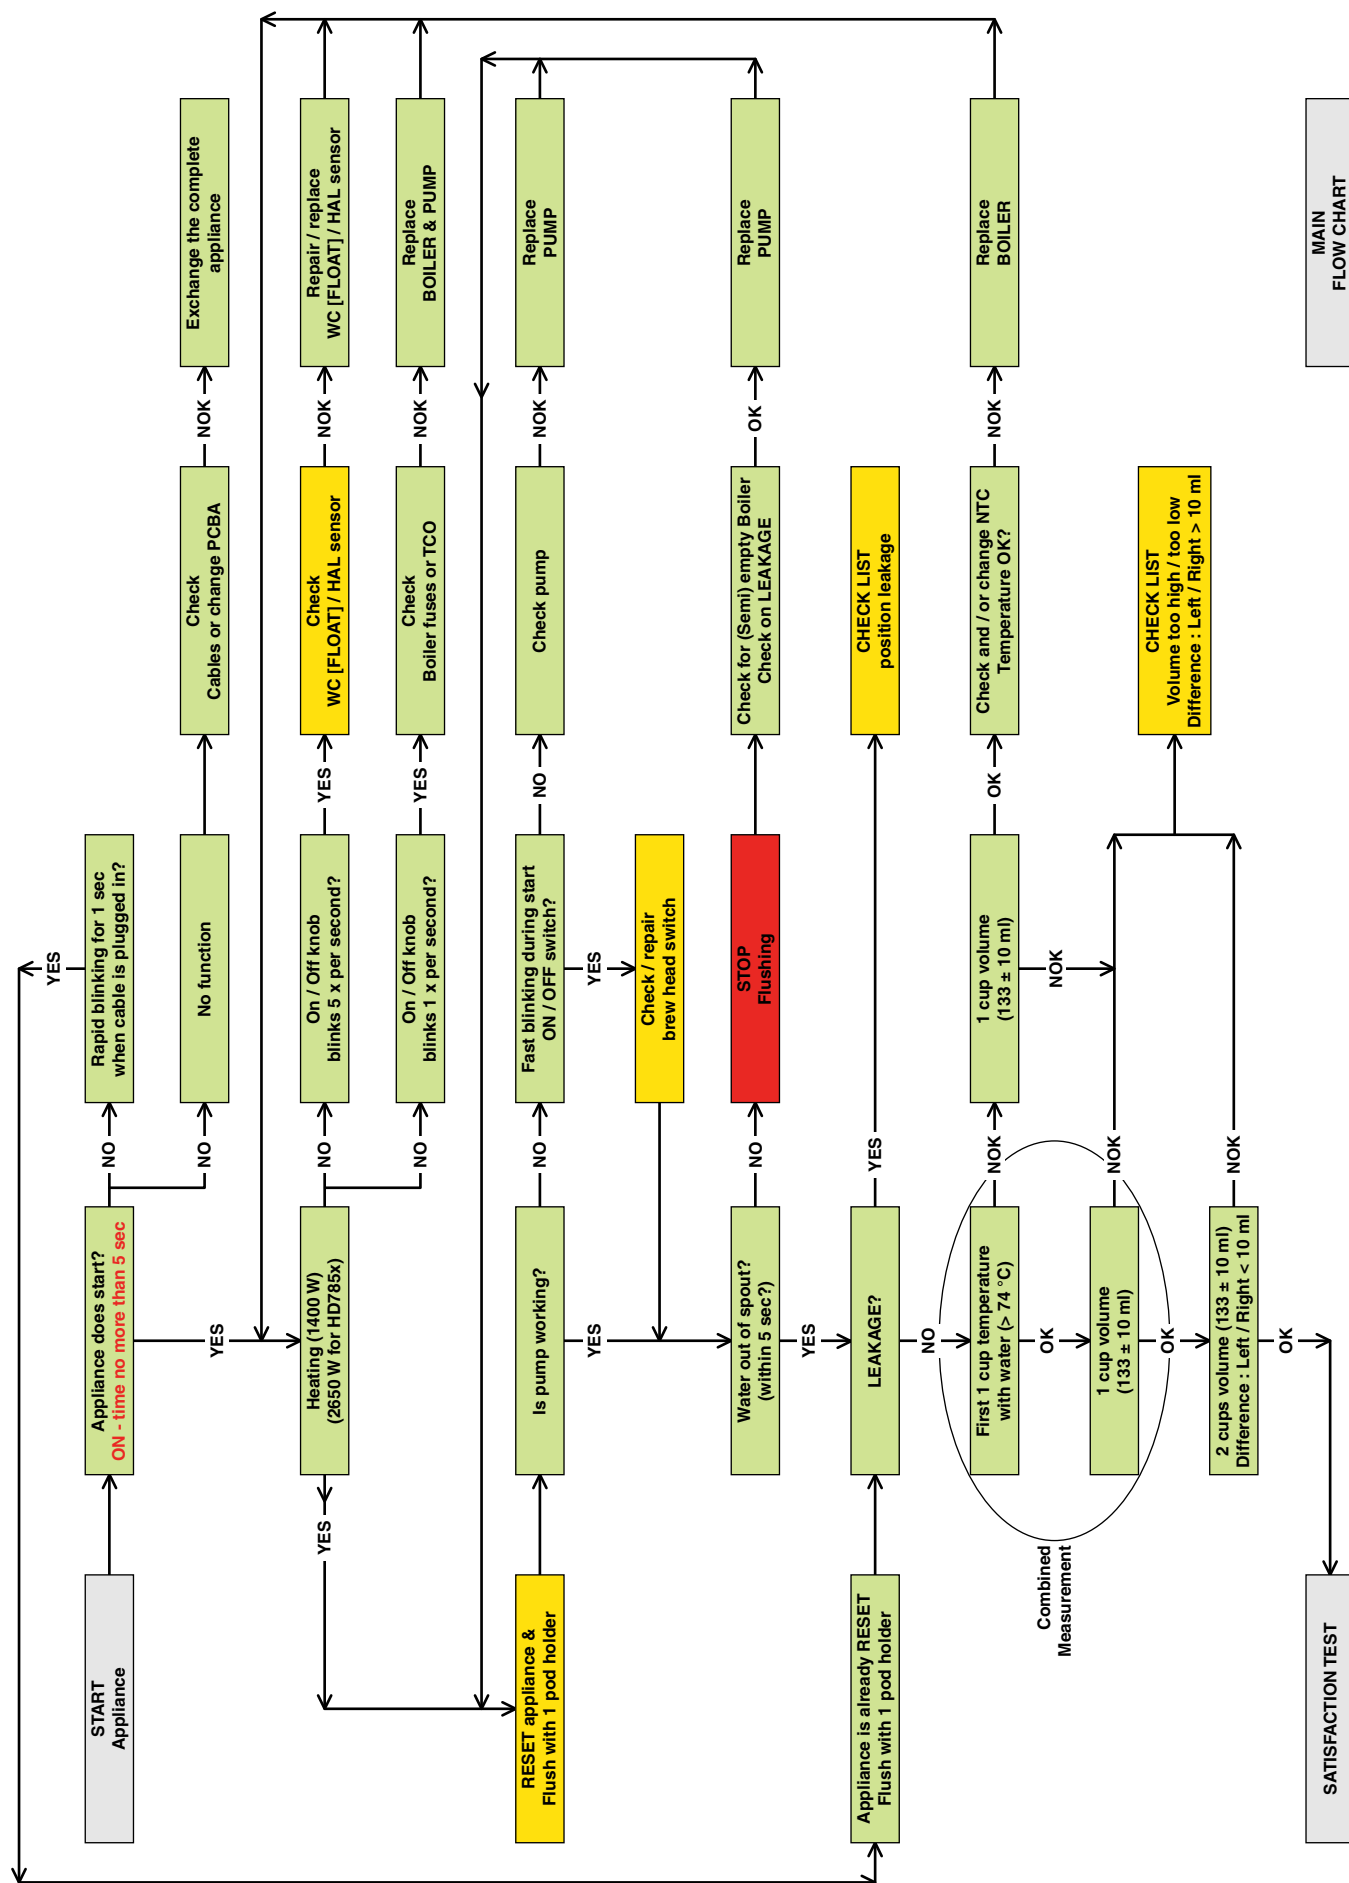 START
Appliance
Appliance does start?
ON - time no more than 5 sec
NO
Rapid blinking for 1 sec
when cable is plugged in?
YES
NO
No function
Check
Cables or change PCBA
NOK
Exchange the complete
appliance
YES
Heating (1400 W)
(2650 W for HD785x)
YES
NO
On / Off knob
blinks 5 x per second?
YES
Check
WC [FLOAT] / HAL sensor
NOK
Repair / replace
WC [FLOAT] / HAL sensor
NO
On / Off knob
blinks 1 x per second?
YES
Check
Boiler fuses or TCO
NOK
Replace
BOILER & PUMP
RESET appliance &
Flush with 1 pod holder
Is pump working?
NO
Fast blinking during start
ON / OFF switch?
NO
Check pump
NOK
Replace
PUMP
YES
YES
Check / repair
brew head switch
Water out of spout?
(within 5 sec?)
NO
STOP
Flushing
Check for (Semi) empty Boiler
Check on LEAKAGE
OK
Replace
PUMP
YES
Appliance is already RESET
Flush with 1 pod holder
LEAKAGE?
YES
CHECK LIST
position leakage
NO
Combined
Measurement
First 1 cup temperature
with water (> 74 °C)
NOK
1 cup volume
(133 ± 10 ml)
OK
Check and / or change NTC
Temperature OK?
NOK
Replace
BOILER
OK
NOK
1 cup volume
(133 ± 10 ml)
NOK
CHECK LIST
Volume too high / too low
Difference : Left / Right > 10 ml
OK
2 cups volume (133 ± 10 ml)
Difference : Left / Right < 10 ml
NOK
OK
SATISFACTION TEST
MAIN
FLOW CHART